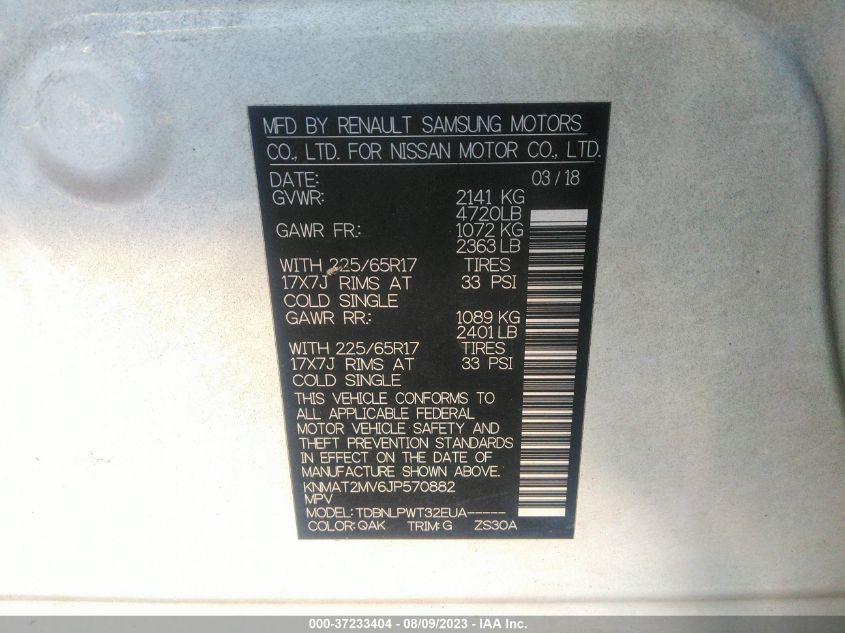 MFD BY RENAULT SAMSUNG MOTORS
CO., LTD. FOR NISSAN MOTOR CO., LTD.
DATE: 03/18
GVWR: 2141 KG
4720LB
GAWR FR: 1072 KG
2363 LB
WITH 225/65R17 TIRES
17X7J RIMS AT 33 PSI
COLD SINGLE
GAWR RR: 1089 KG
2401 LB
WITH 225/65R17 TIRES
17X7J RIMS AT 33 PSI
COLD SINGLE
THIS VEHICLE CONFORMS TO
ALL APPLICABLE FEDERAL
MOTOR VEHICLE SAFETY AND
THEFT PREVENTION STANDARDS
IN EFFECT ON THE DATE OF
MANUFACTURE SHOWN ABOVE.
KNMAT2MV6JP570882
MPV
MODEL: TDBNLPWT32EUA-----
COLOR: QAK TRIM: G ZS30A
000-37233404 - 08/09/2023 - IAA Inc.